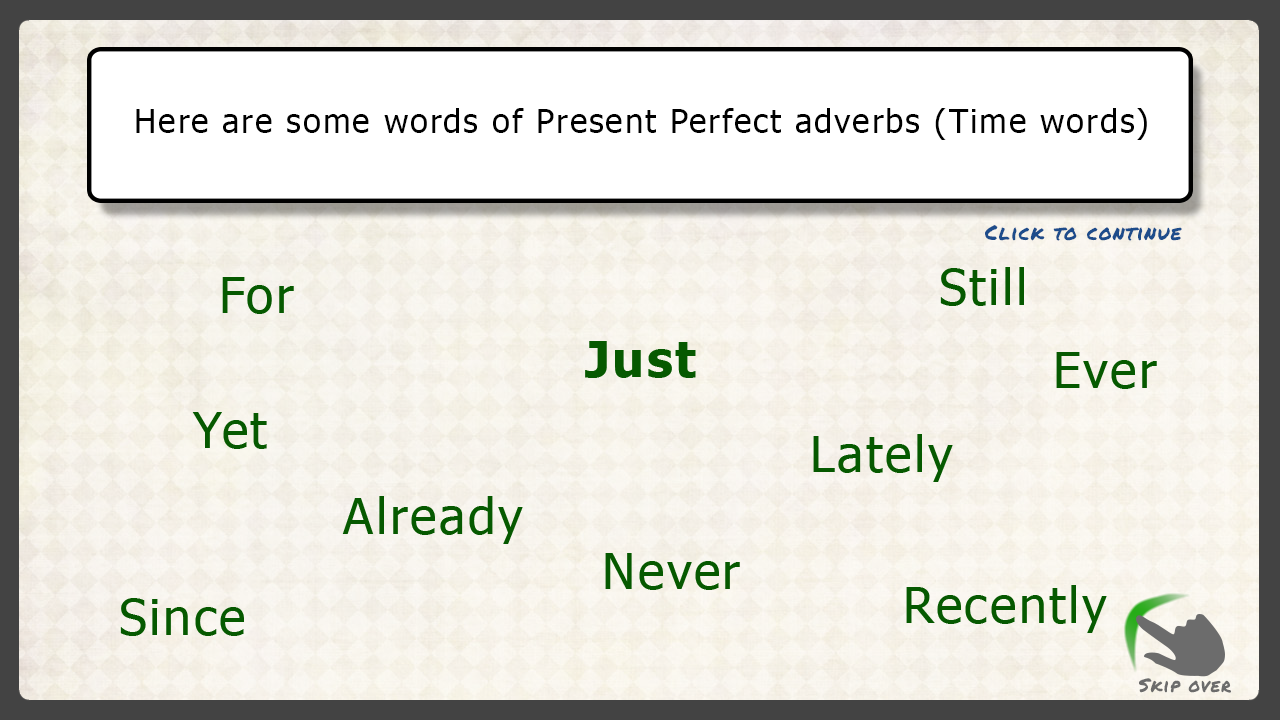 Here are some words of Present Perfect adverbs (Time words)
Click to continue
For
Still
Just
Ever
Yet
Lately
Already
Never
Since
Recently
Skip over